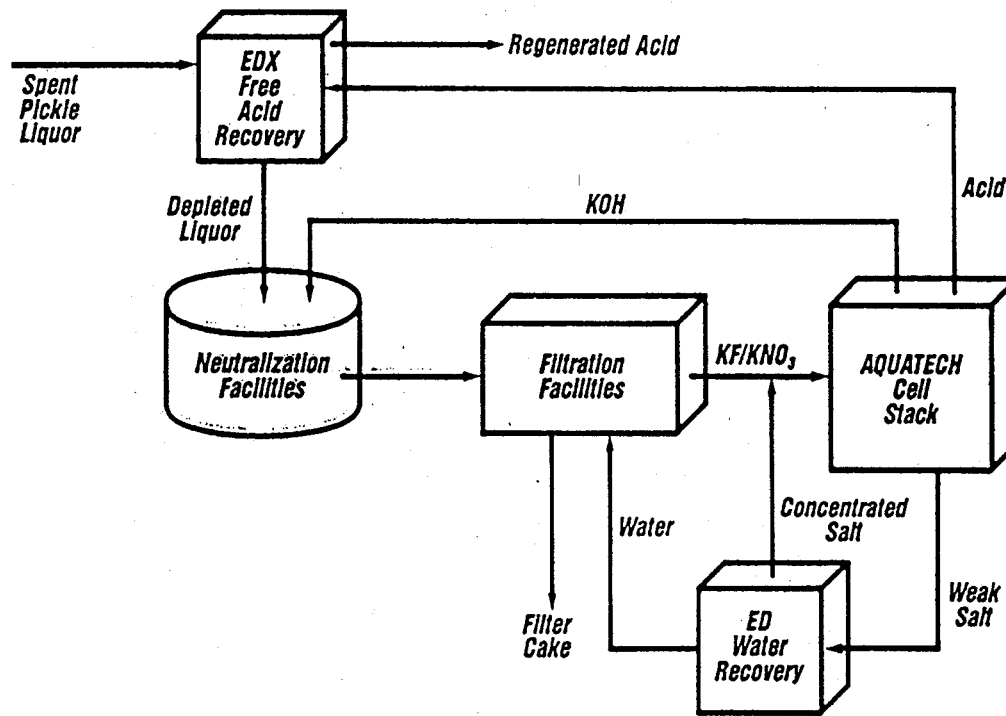 EDX
Free
Acid
Recovery
Regenerated Acid
Spent
Pickle
Liquor
Acid
KOH
Depleted
Liquor
Neutralization
Facilities
Filtration
Facilities
KF/KNO₃
AQUATECH
Cell
Stack
Water
Concentrated
Salt
Weak
Salt
Filter
Cake
ED
Water
Recovery